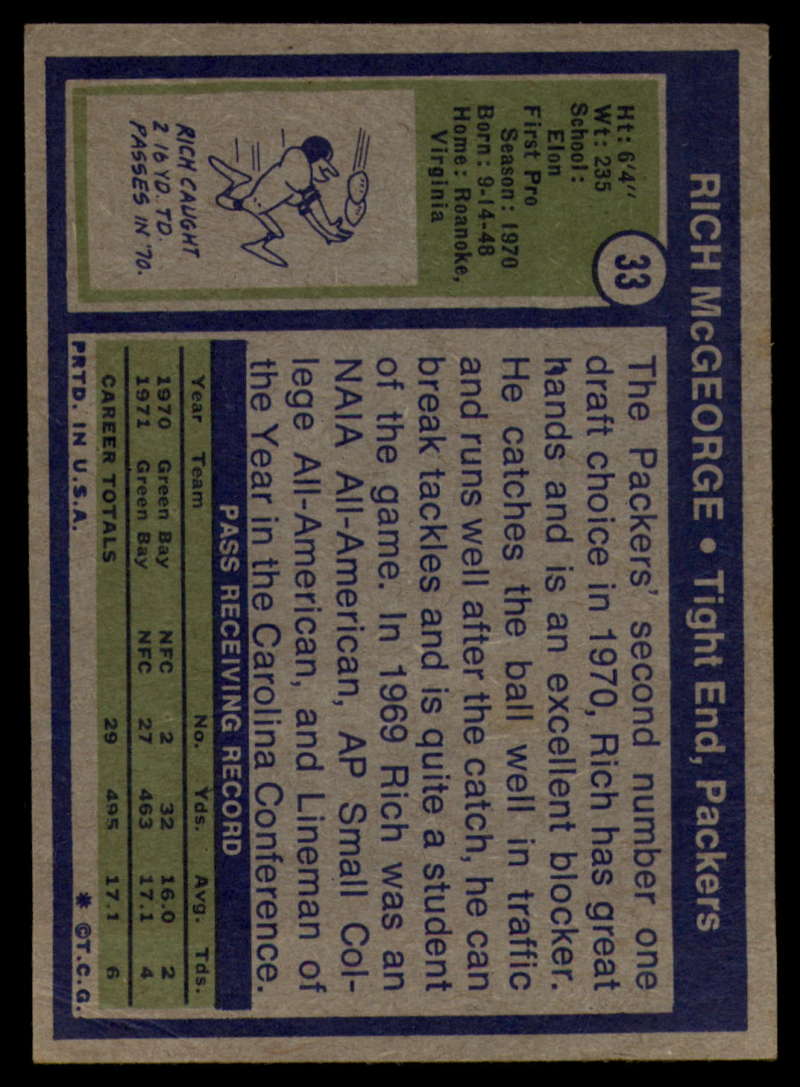 RICH McGEORGE • Tight End, Packers
33
Ht: 6'4"
Wt: 235
School:
Elon
First Pro
Season: 1970
Born: 9-14-48
Home: Roanoke,
Virginia
RICH CAUGHT
2 16 YD. TD.
PASSES IN '70.
The Packers' second number one
draft choice in 1970, Rich has great
hands and is an excellent blocker.
He catches the ball well in traffic
and runs well after the catch, he can
break tackles and is quite a student
of the game. In 1969 Rich was an
NAIA All-American, AP Small Col-
lege All-American, and Lineman of
the Year in the Carolina Conference.
PASS RECEIVING RECORD
Year Team No. Yds. Avg. Tds.
1970 Green Bay NFC 2 32 16.0 2
1971 Green Bay NFC 27 463 17.1 4
CAREER TOTALS 29 495 17.1 6
PRTD. IN U.S.A. * ©T.C.G.